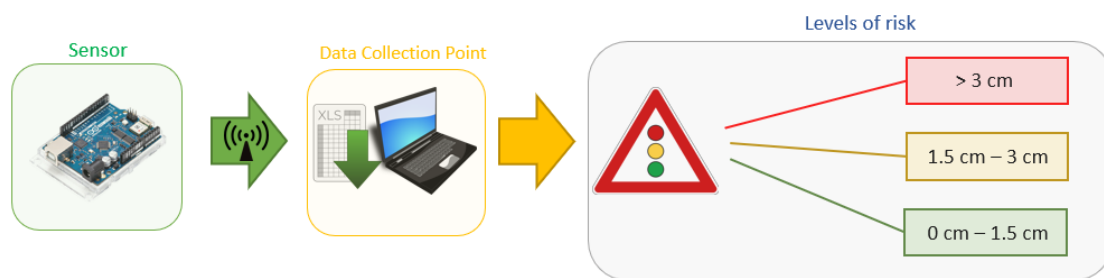 Sensor
Data Collection Point
XLS
Levels of risk
> 3 cm
1.5 cm – 3 cm
0 cm – 1.5 cm